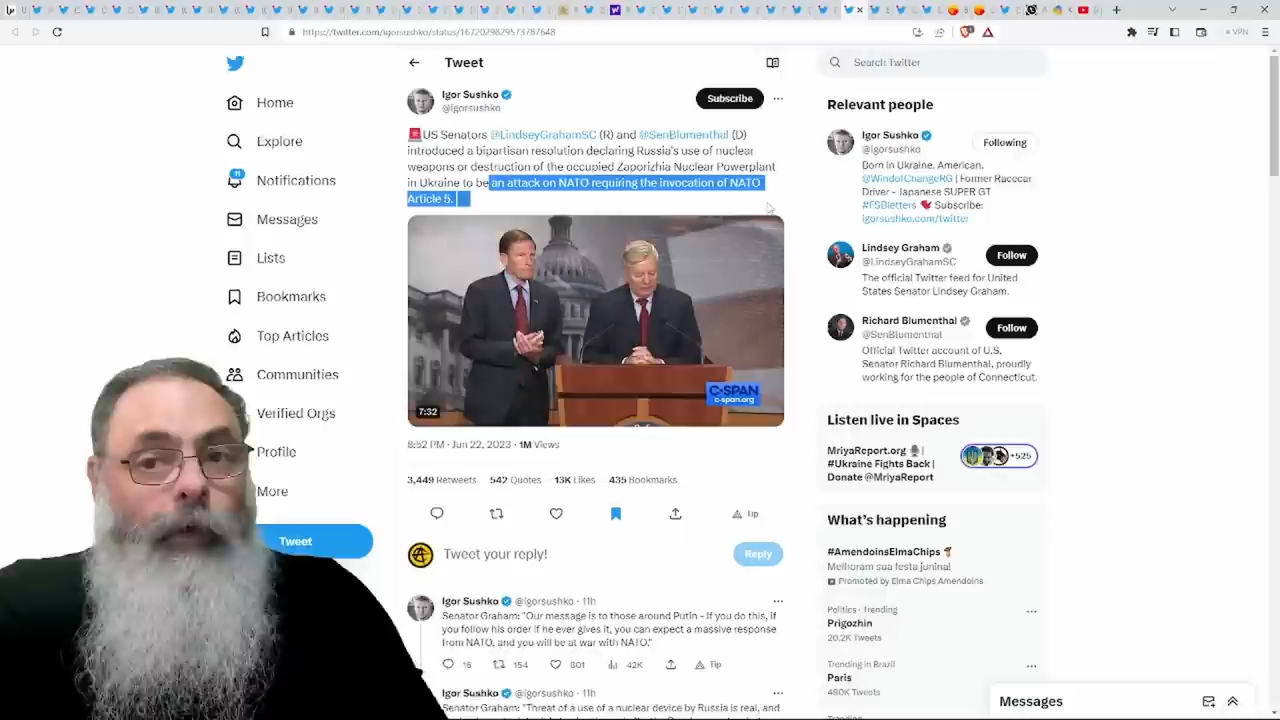 https://twitter.com/igorsushko/status/1672029829573787648
VPN
Home
Explore
11
Notifications
Messages
Lists
Bookmarks
Top Articles
Communities
Verified Orgs
Profile
More
Tweet
Tweet
Igor Sushko
@igorsushko
Subscribe
US Senators @LindseyGrahamSC (R) and @SenBlumenthal (D)
introduced a bipartisan resolution declaring Russia's use of nuclear
weapons or destruction of the occupied Zaporizhia Nuclear Powerplant
in Ukraine to be an attack on NATO requiring the invocation of NATO
Article 5.
C-SPAN
c-span.org
7:32
8:52 PM · Jun 22, 2023 · 1M Views
3,449 Retweets 542 Quotes 13K Likes 435 Bookmarks
Tip
Tweet your reply!
Reply
Igor Sushko @igorsushko · 11h
Senator Graham: "Our message is to those around Putin - If you do this, if
you follow his order if he ever gives it, you can expect a massive response
from NATO, and you will be at war with NATO."
16 154 801 42K Tip
Igor Sushko @igorsushko · 11h
Senator Graham: "Threat of a use of a nuclear device by Russia is real, and
Search Twitter
Relevant people
Igor Sushko
@igorsushko
Following
Born in Ukraine. American.
@WindofChangeRG | Former Racecar
Driver - Japanese SUPER GT
#FSBletters Subscribe:
igorsushko.com/twitter
Lindsey Graham
@LindseyGrahamSC
Follow
The official Twitter feed for United
States Senator Lindsey Graham.
Richard Blumenthal
@SenBlumenthal
Follow
Official Twitter account of U.S.
Senator Richard Blumenthal, proudly
working for the people of Connecticut.
Listen live in Spaces
MriyaReport.org |
#Ukraine Fights Back |
Donate @MriyaReport
+525
What's happening
#AmendoinsElmaChips
Melhoram sua festa junina!
Promoted by Elma Chips Amendoins
Politics · Trending
Prigozhin
20.2K Tweets
Trending in Brazil
Paris
480K Tweets
Messages